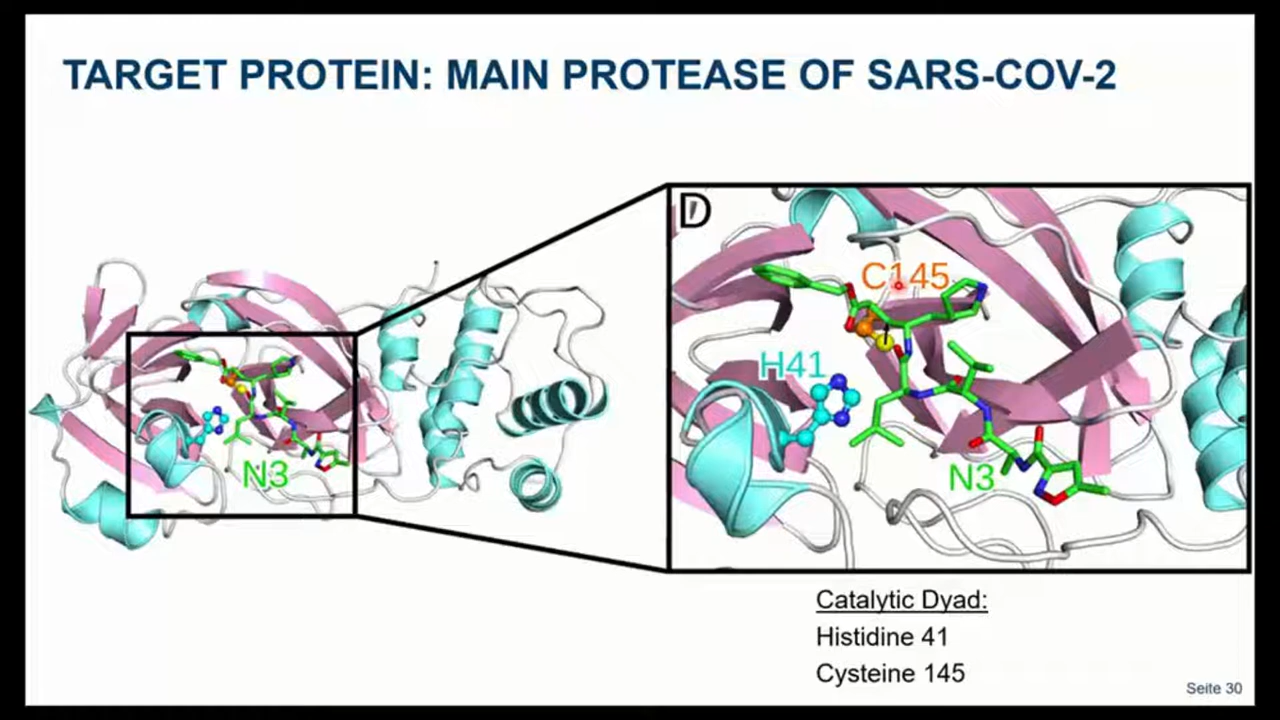 TARGET PROTEIN: MAIN PROTEASE OF SARS-COV-2
D
C145
H41
N3
N3
Catalytic Dyad:
Histidine 41
Cysteine 145
Seite 30